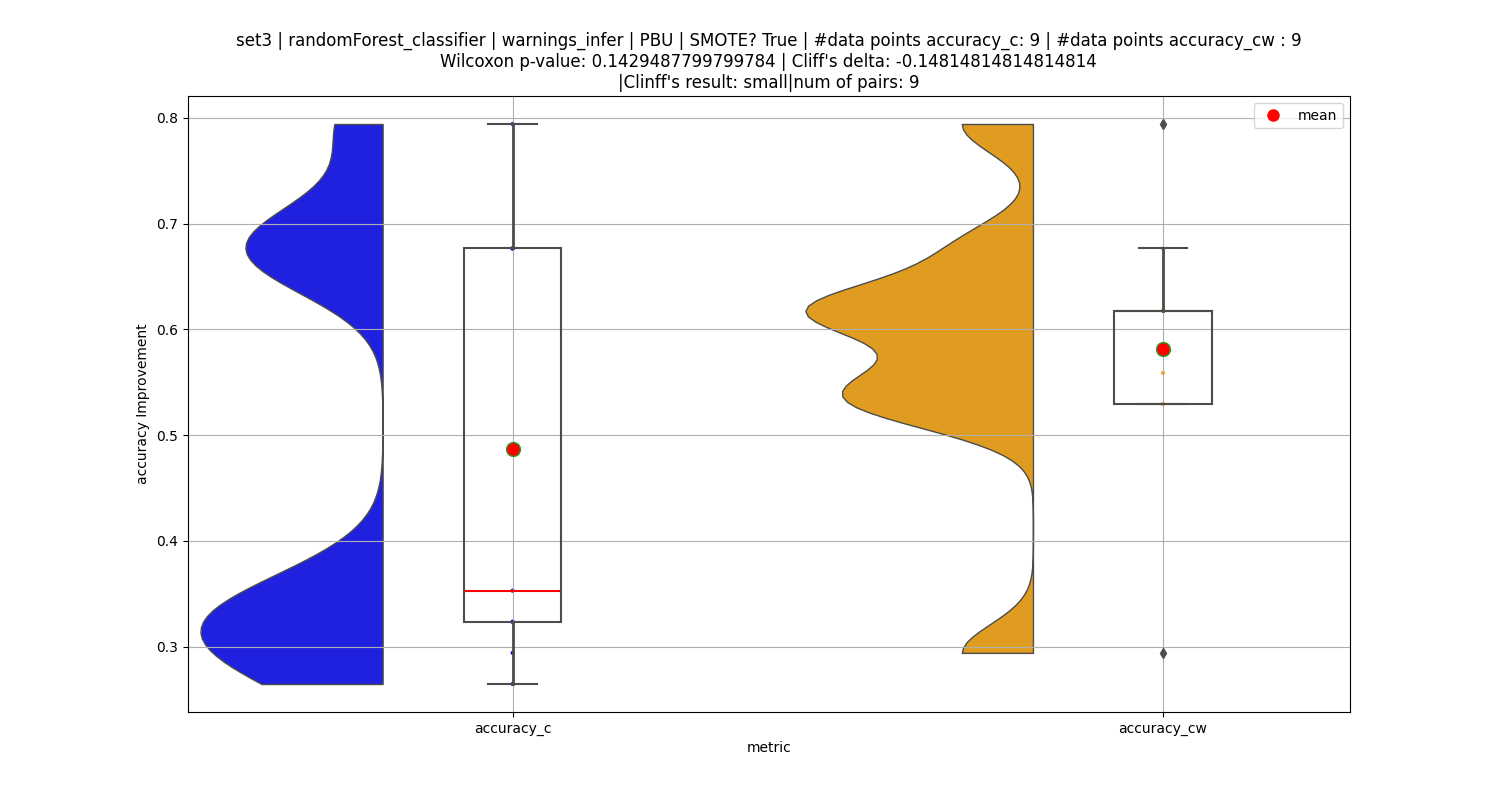 set3 | randomForest_classifier | warnings_infer | PBU | SMOTE? True | #data points accuracy_c: 9 | #data points accuracy_cw : 9
Wilcoxon p-value: 0.1429487799799784 | Cliff's delta: -0.14814814814814814
|Clinff's result: small|num of pairs: 9
mean
0.8
0.7
0.6
0.5
0.4
0.3
accuracy Improvement
accuracy_c
accuracy_cw
metric